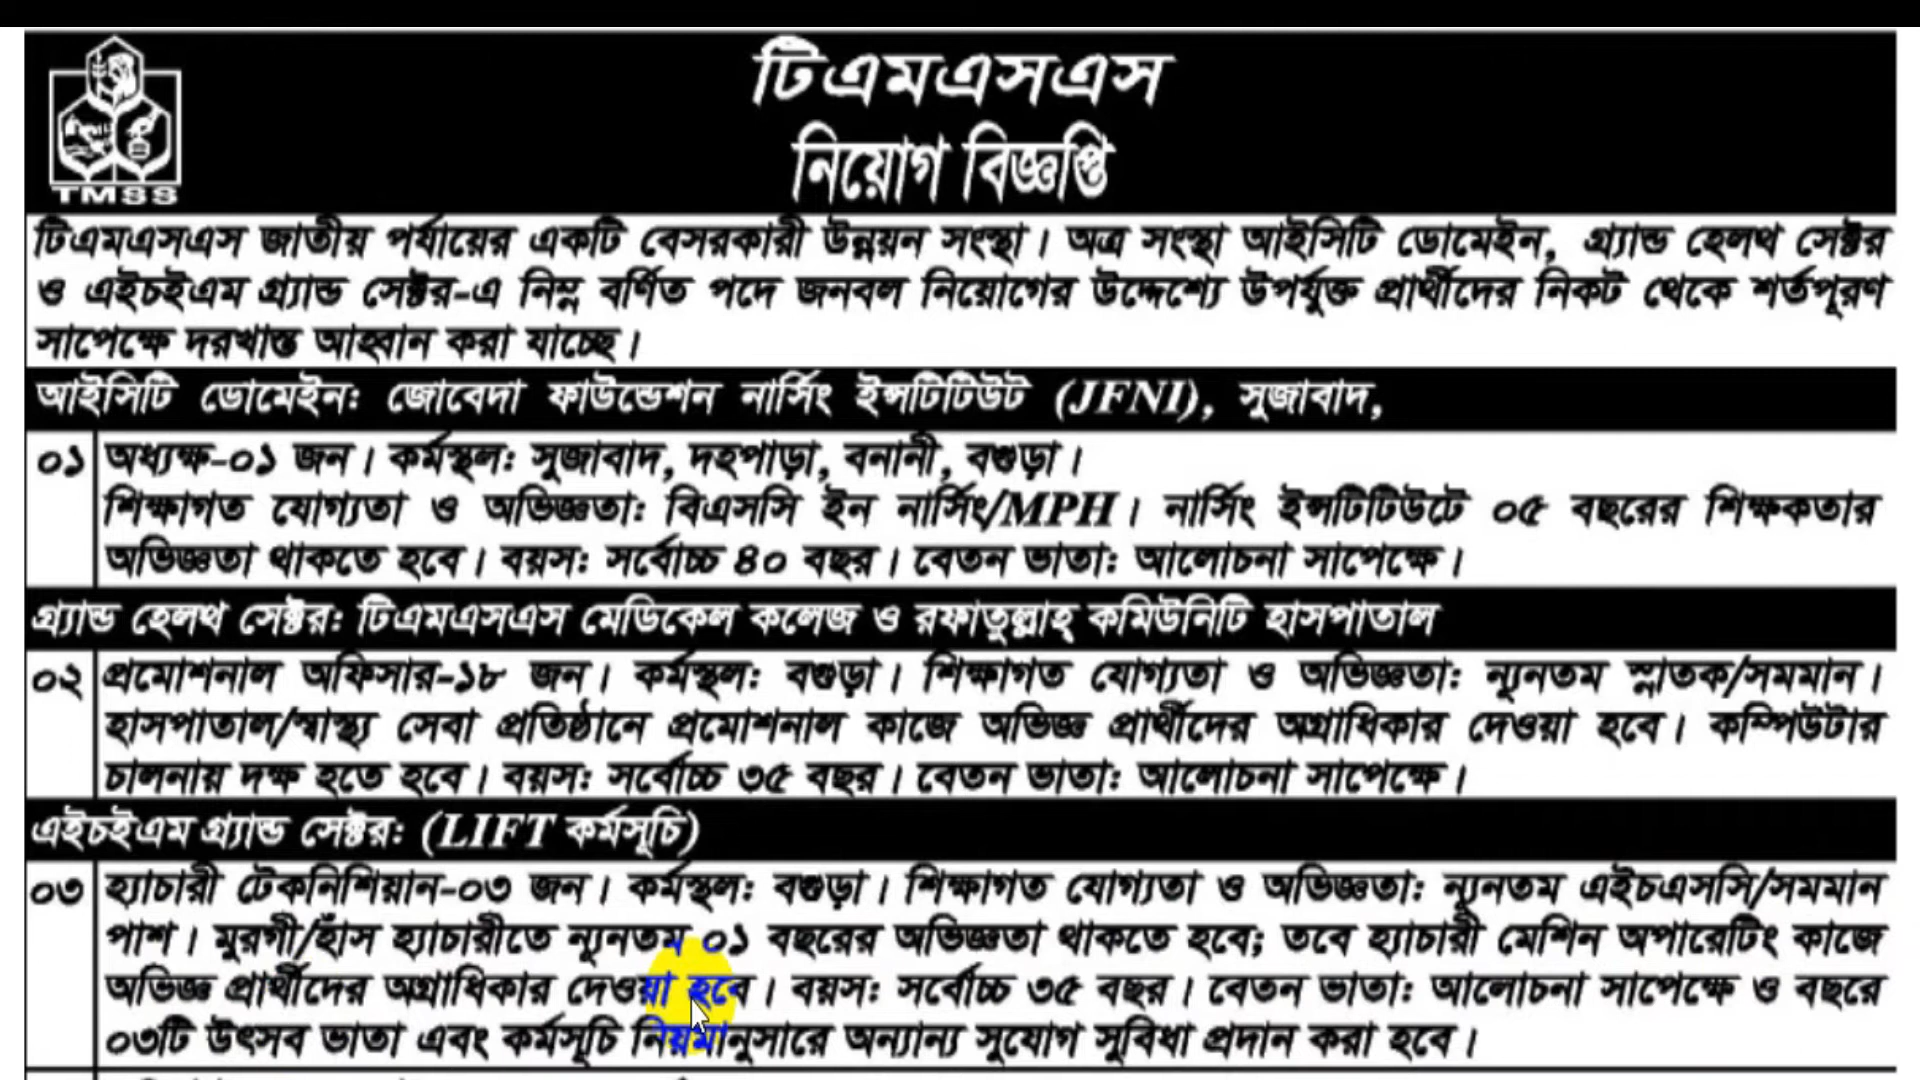 টিএমএসএস
নিয়োগ বিজ্ঞপ্তি
TMSS
টিএমএসএস জাতীয় পর্যায়ের একটি বেসরকারী উন্নয়ন সংস্থা। অত্র সংস্থা আইসিটি ডোমেইন, গ্র্যান্ড হেলথ সেক্টর
ও এইচইএম গ্র্যান্ড সেক্টর-এ নিম্ন বর্ণিত পদে জনবল নিয়োগের উদ্দেশ্যে উপর্যুক্ত প্রার্থীদের নিকট থেকে শর্তপূরণ
সাপেক্ষে দরখাস্ত আহ্বান করা যাচ্ছে।
আইসিটি ডোমেইন: জোবেদা ফাউন্ডেশন নার্সিং ইন্সটিটিউট (JFNI), সুজাবাদ,
০১ অধ্যক্ষ-০১ জন। কর্মস্থল: সুজাবাদ, দহপাড়া, বনানী, বগুড়া।
শিক্ষাগত যোগ্যতা ও অভিজ্ঞতা: বিএসসি ইন নার্সিং/MPH। নার্সিং ইন্সটিটিউটে ০৫ বছরের শিক্ষকতার
অভিজ্ঞতা থাকতে হবে। বয়স: সর্বোচ্চ ৪০ বছর। বেতন ভাতা: আলোচনা সাপেক্ষে।
গ্র্যান্ড হেলথ সেক্টর: টিএমএসএস মেডিকেল কলেজ ও রফাতুল্লাহ্ কমিউনিটি হাসপাতাল
০২ প্রমোশনাল অফিসার-১৮ জন। কর্মস্থল: বগুড়া। শিক্ষাগত যোগ্যতা ও অভিজ্ঞতা: ন্যূনতম স্নাতক/সমমান।
হাসপাতাল/স্বাস্থ্য সেবা প্রতিষ্ঠানে প্রমোশনাল কাজে অভিজ্ঞ প্রার্থীদের অগ্রাধিকার দেওয়া হবে। কম্পিউটার
চালনায় দক্ষ হতে হবে। বয়স: সর্বোচ্চ ৩৫ বছর। বেতন ভাতা: আলোচনা সাপেক্ষে।
এইচইএম গ্র্যান্ড সেক্টর: (LIFT কর্মসূচি)
০৩ হ্যাচারী টেকনিশিয়ান-০৩ জন। কর্মস্থল: বগুড়া। শিক্ষাগত যোগ্যতা ও অভিজ্ঞতা: ন্যূনতম এইচএসসি/সমমান
পাশ। মুরগী/হাঁস হ্যাচারীতে ন্যূনতম ০১ বছরের অভিজ্ঞতা থাকতে হবে; তবে হ্যাচারী মেশিন অপারেটিং কাজে
অভিজ্ঞ প্রার্থীদের অগ্রাধিকার দেওয়া হবে। বয়স: সর্বোচ্চ ৩৫ বছর। বেতন ভাতা: আলোচনা সাপেক্ষে ও বছরে
০৩টি উৎসব ভাতা এবং কর্মসূচি নিয়মানুসারে অন্যান্য সুযোগ সুবিধা প্রদান করা হবে।